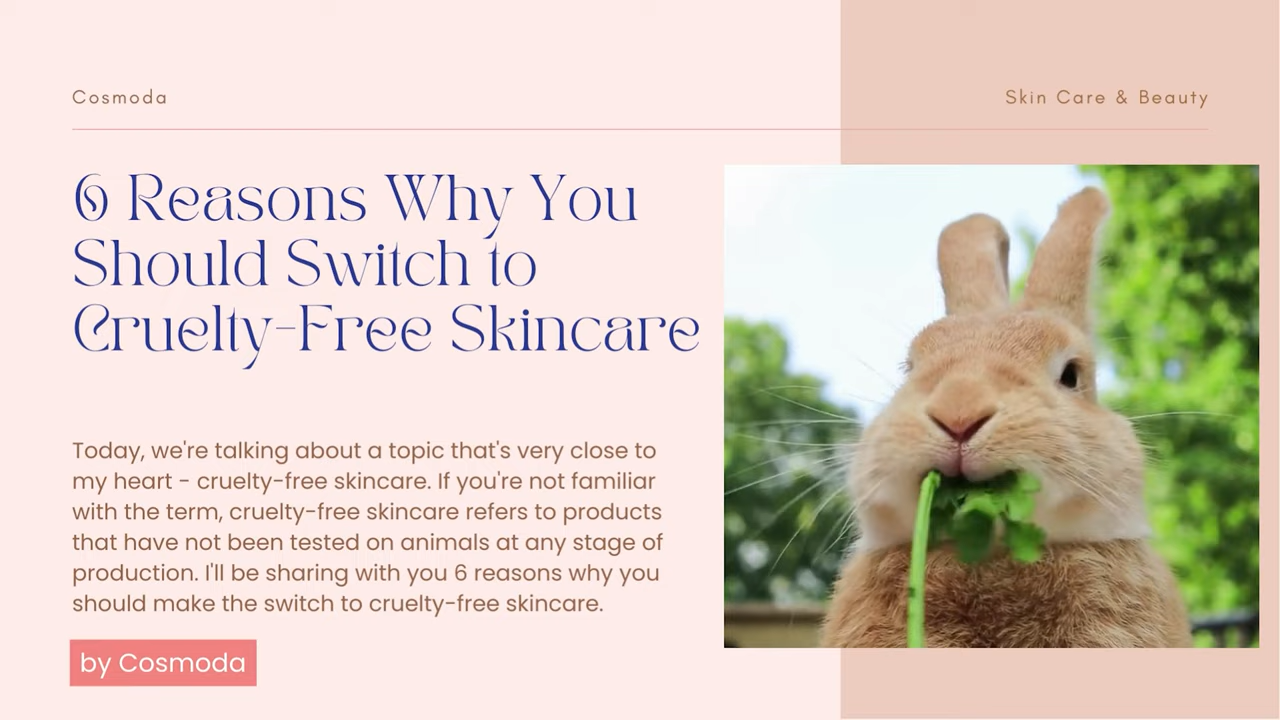 Cosmoda
Skin Care & Beauty
6 Reasons Why You
Should Switch to
Cruelty-Free Skincare
Today, we're talking about a topic that's very close to
my heart - cruelty-free skincare. If you're not familiar
with the term, cruelty-free skincare refers to products
that have not been tested on animals at any stage of
production. I'll be sharing with you 6 reasons why you
should make the switch to cruelty-free skincare.
by Cosmoda